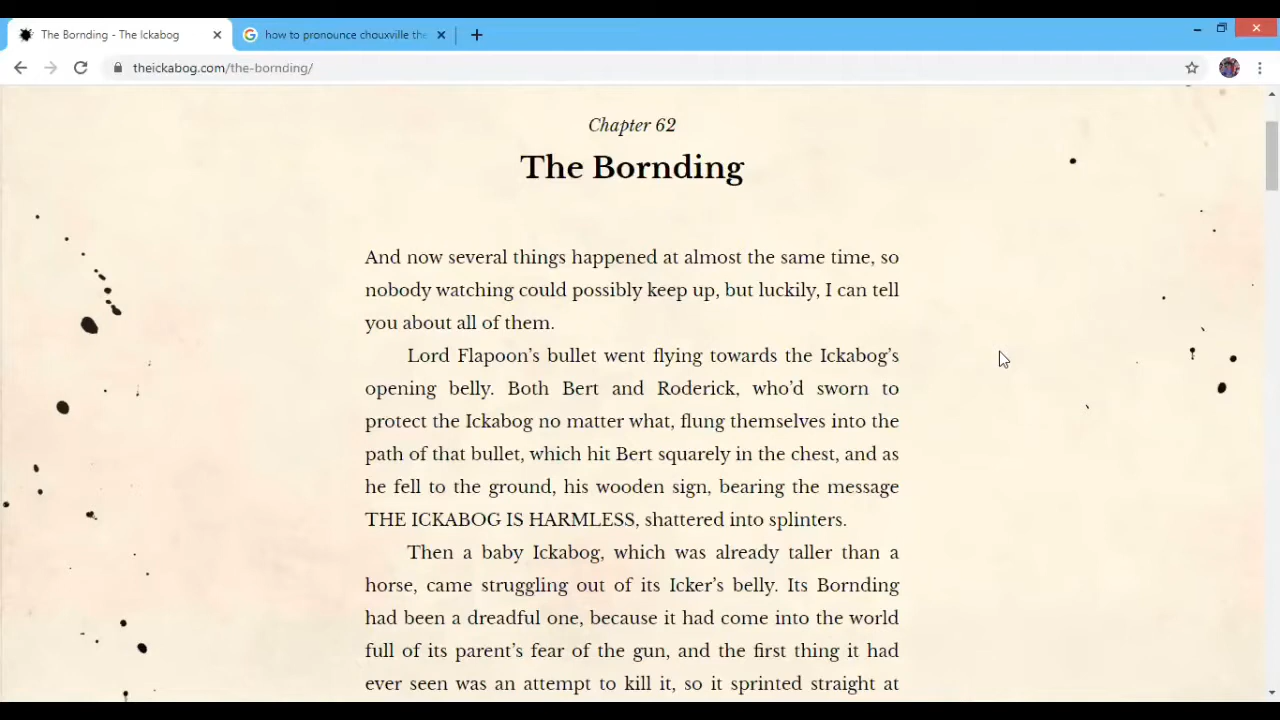 The Bornding - The Ickabog
how to pronounce chouxville the
theickabog.com/the-bornding/
Chapter 62
The Bornding
And now several things happened at almost the same time, so
nobody watching could possibly keep up, but luckily, I can tell
you about all of them.
Lord Flapoon’s bullet went flying towards the Ickabog’s
opening belly. Both Bert and Roderick, who’d sworn to
protect the Ickabog no matter what, flung themselves into the
path of that bullet, which hit Bert squarely in the chest, and as
he fell to the ground, his wooden sign, bearing the message
THE ICKABOG IS HARMLESS, shattered into splinters.
Then a baby Ickabog, which was already taller than a
horse, came struggling out of its Icker’s belly. Its Bornding
had been a dreadful one, because it had come into the world
full of its parent’s fear of the gun, and the first thing it had
ever seen was an attempt to kill it, so it sprinted straight at